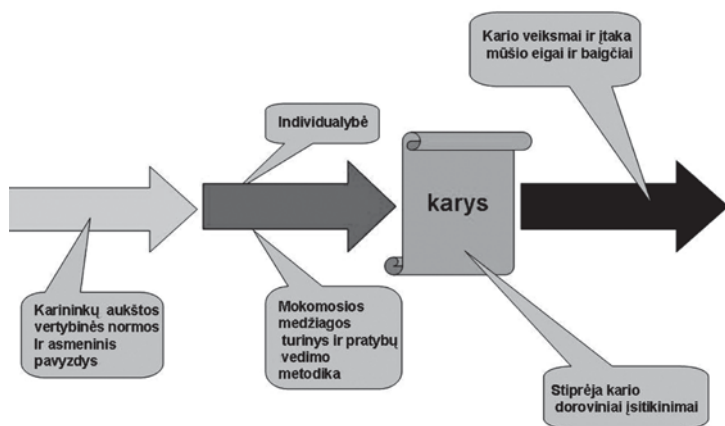 Kario veiksmai ir įtaka
mūšio eigai ir baigčiai
Individualybė
karys
Karininkų aukštos
vertybinės normos
Ir asmeninis
pavyzdys
Mokomosios
medžiagos
turinys ir pratybų
vedimo
metodika
Stiprėja kario
doroviniai įsitikinimai